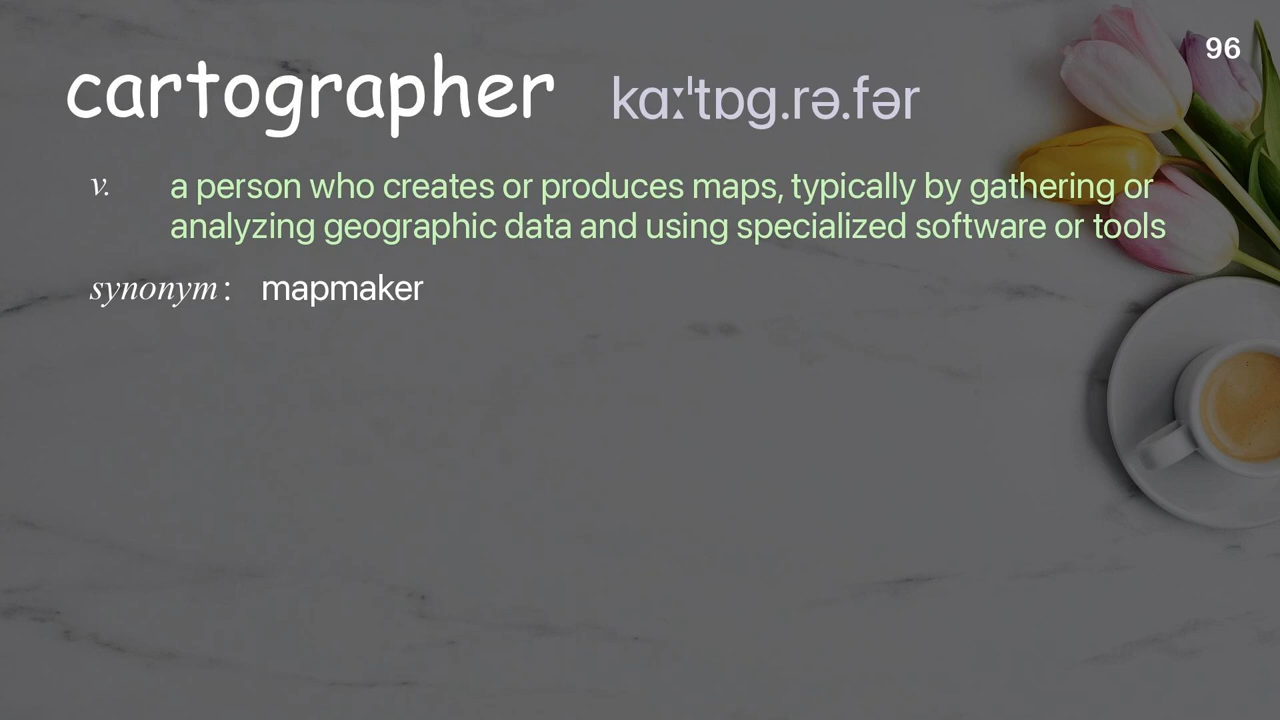 96
cartographer kɑːˈtɒg.rə.fər
v. a person who creates or produces maps, typically by gathering or
analyzing geographic data and using specialized software or tools
synonym: mapmaker